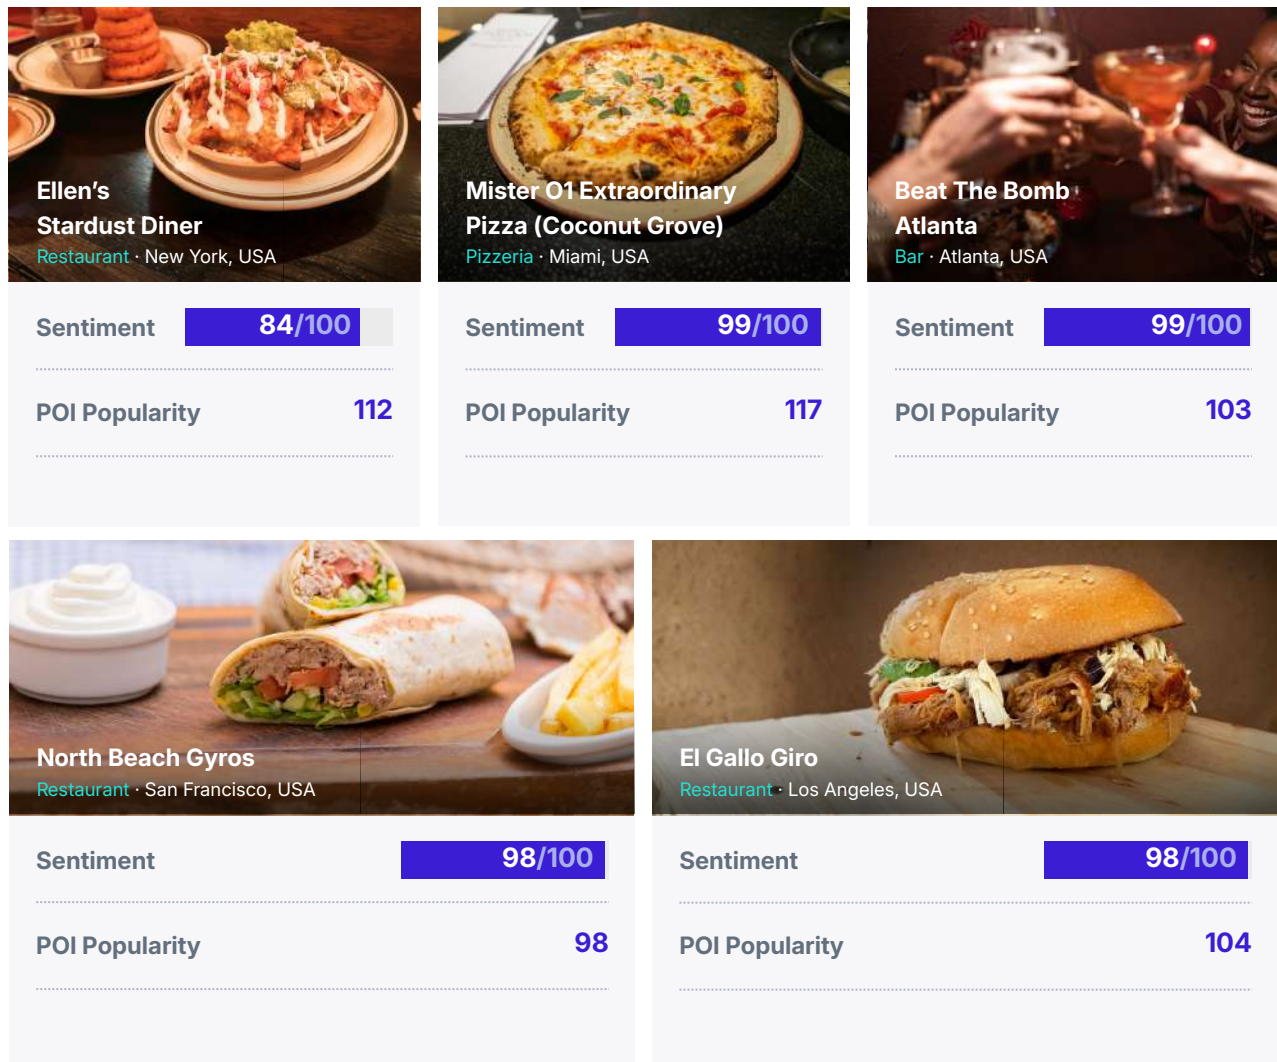 Ellen’s
Stardust Diner
Restaurant · New York, USA
Sentiment 84/100
POI Popularity 112
Mister O1 Extraordinary
Pizza (Coconut Grove)
Pizzeria · Miami, USA
Sentiment 99/100
POI Popularity 117
Beat The Bomb
Atlanta
Bar · Atlanta, USA
Sentiment 99/100
POI Popularity 103
North Beach Gyros
Restaurant · San Francisco, USA
Sentiment 98/100
POI Popularity 98
El Gallo Giro
Restaurant · Los Angeles, USA
Sentiment 98/100
POI Popularity 104